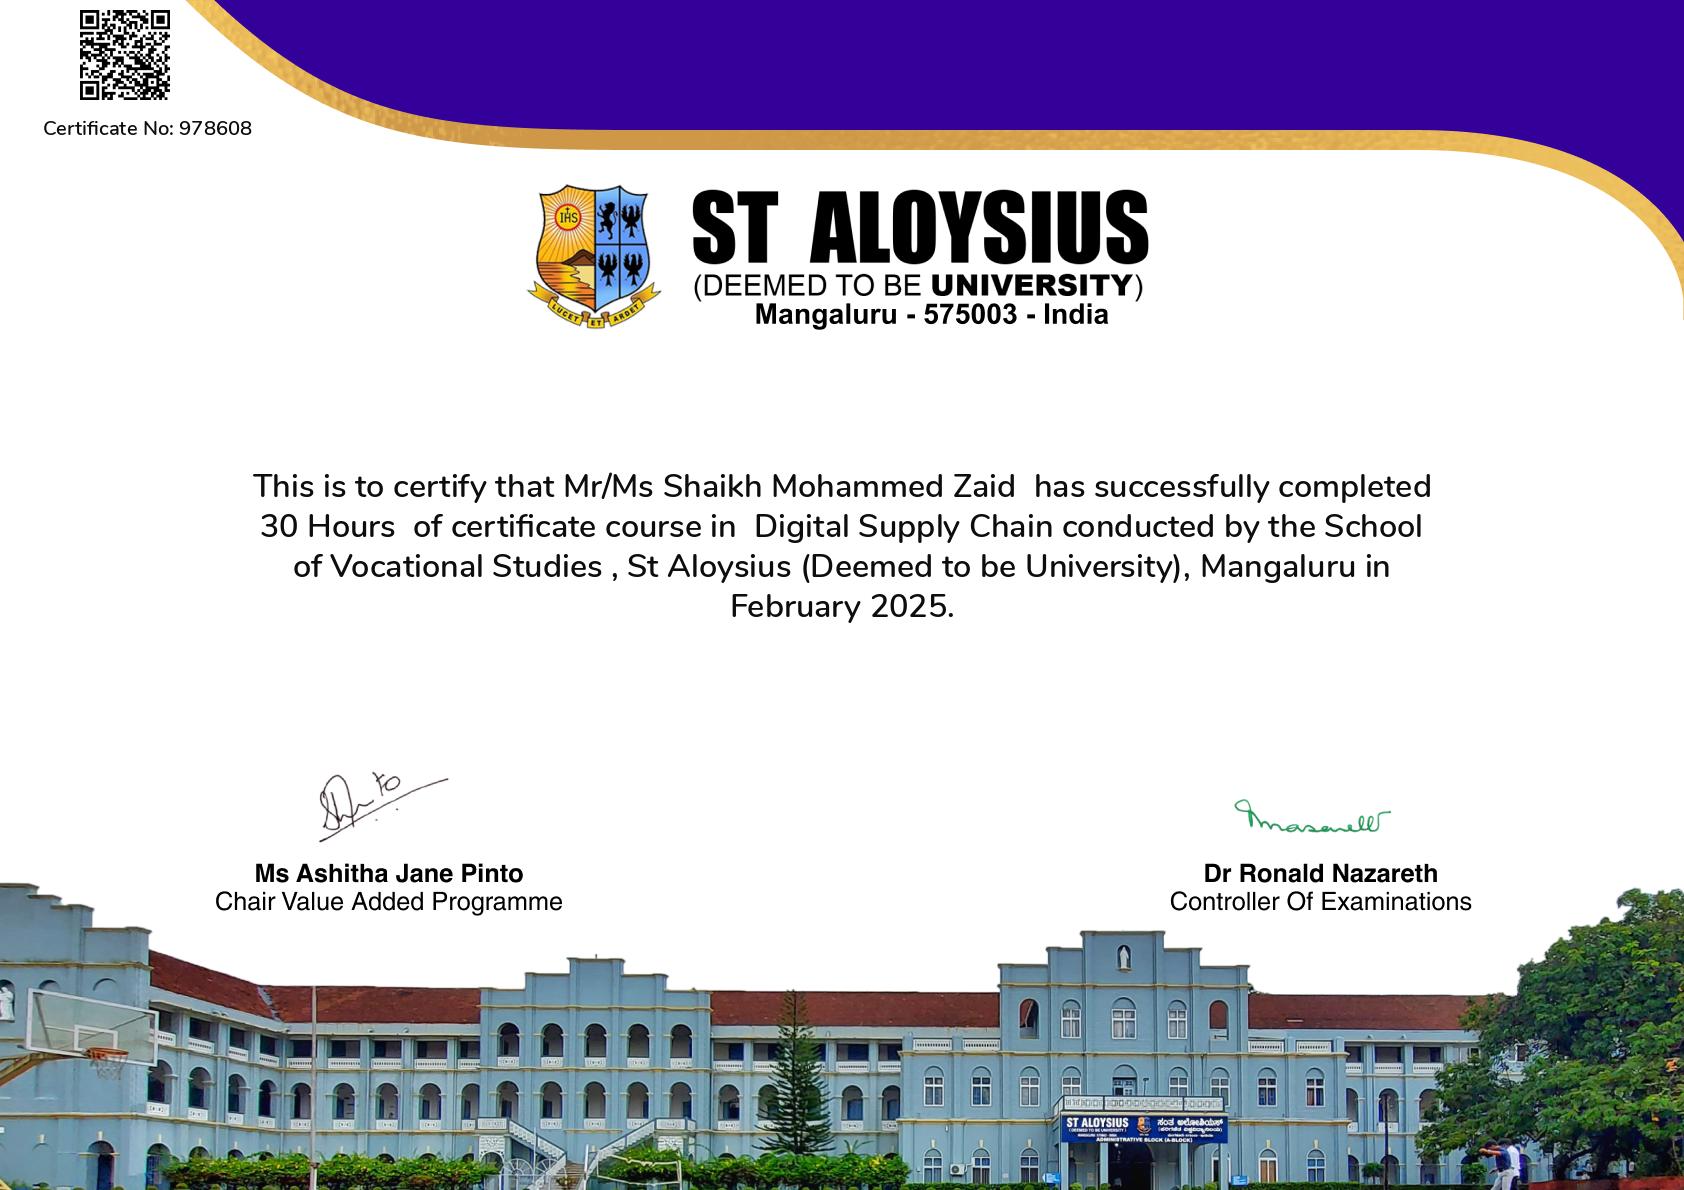 Certificate No: 978608
IHS
LUCET ET ARDET
ST ALOYSIUS
(DEEMED TO BE UNIVERSITY)
Mangaluru - 575003 - India
This is to certify that Mr/Ms Shaikh Mohammed Zaid has successfully completed
30 Hours of certificate course in Digital Supply Chain conducted by the School
of Vocational Studies , St Aloysius (Deemed to be University), Mangaluru in
February 2025.
Ms Ashitha Jane Pinto
Chair Value Added Programme
Dr Ronald Nazareth
Controller Of Examinations
ST ALOYSIUS
(DEEMED TO BE UNIVERSITY)
ಸಂತ ಅಲೋಶಿಯಸ್
ADMINISTRATIVE BLOCK (A-BLOCK)